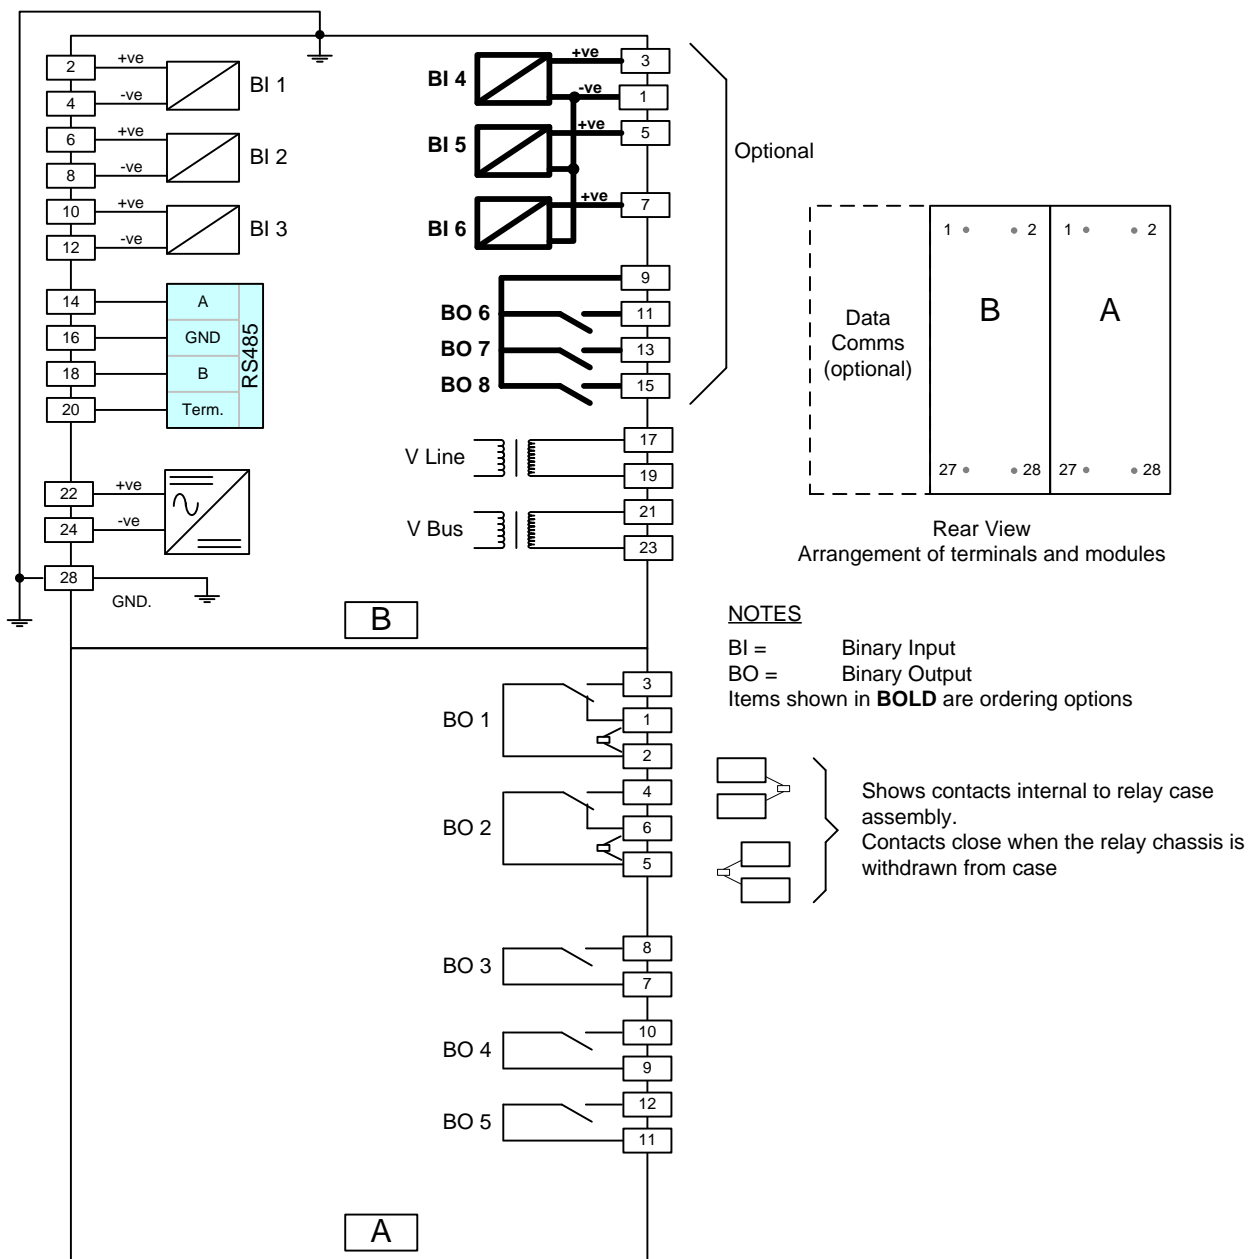 2
+ve
BI 1
4
-ve
6
+ve
BI 2
8
-ve
10
+ve
BI 3
12
-ve
14
A
16
GND
18
B
20
Term.
RS485
22
+ve
24
-ve
28
GND.
BI 4
+ve
3
-ve
1
BI 5
+ve
5
BI 6
+ve
7
9
BO 6
11
BO 7
13
BO 8
15
Optional
V Line
17
19
V Bus
21
23
B
BO 1
3
1
2
BO 2
4
6
5
BO 3
8
7
BO 4
10
9
BO 5
12
11
A
Data
Comms
(optional)
1
2
B
27
28
1
2
A
27
28
Rear View
Arrangement of terminals and modules
NOTES
BI = Binary Input
BO = Binary Output
Items shown in BOLD are ordering options
Shows contacts internal to relay case
assembly.
Contacts close when the relay chassis is
withdrawn from case